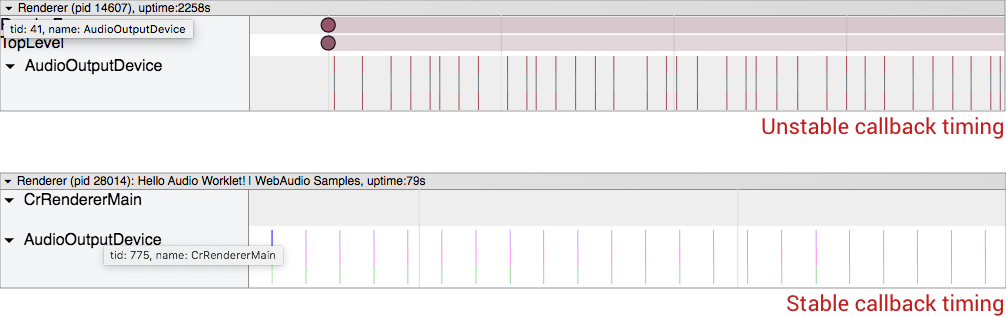 Renderer (pid 14607), uptime:2258s
tid: 41, name: AudioOutputDevice
TopLevel
AudioOutputDevice
Unstable callback timing
Renderer (pid 28014): Hello Audio Worklet! | WebAudio Samples, uptime:79s
CrRendererMain
AudioOutputDevice
tid: 775, name: CrRendererMain
Stable callback timing